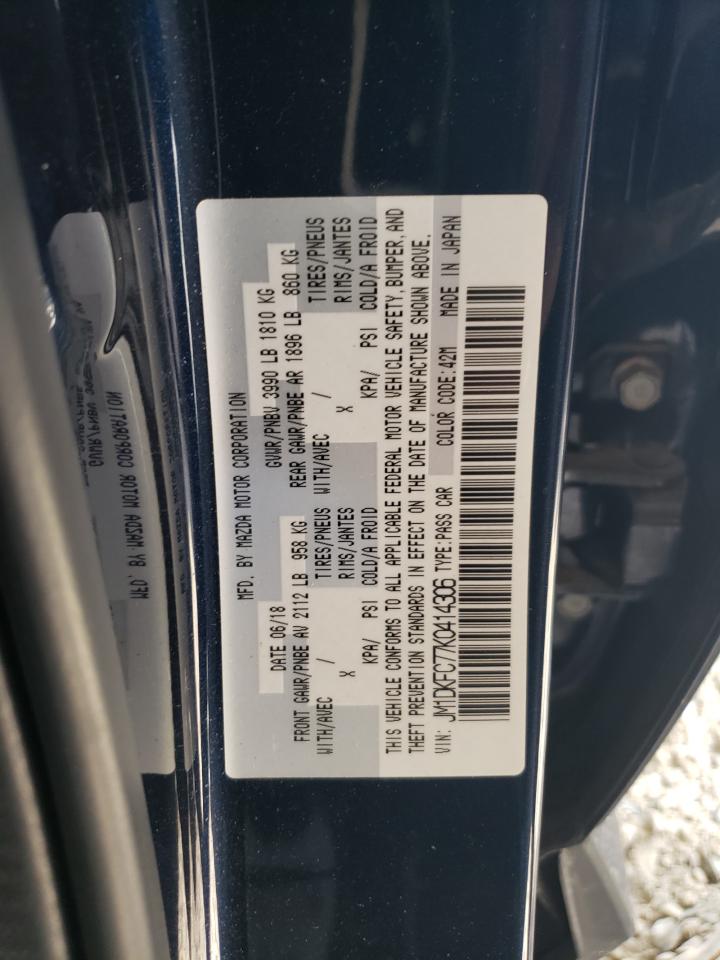 MFD. BY MAZDA MOTOR CORPORATION
DATE 06/18 GVWR/PNBV 3990 LB 1810 KG
FRONT GAWR/PNBE AV 2112 LB 958 KG REAR GAWR/PNBE AR 1896 LB 860 KG
WITH/AVEC / TIRES/PNEUS WITH/AVEC / TIRES/PNEUS
X RIMS/JANTES X RIMS/JANTES
KPA/ PSI COLD/A FROID KPA/ PSI COLD/A FROID
THIS VEHICLE CONFORMS TO ALL APPLICABLE FEDERAL MOTOR VEHICLE SAFETY, BUMPER, AND
THEFT PREVENTION STANDARDS IN EFFECT ON THE DATE OF MANUFACTURE SHOWN ABOVE.
VIN: JM1DKFC77K0414306 TYPE:PASS CAR COLOR CODE:42M MADE IN JAPAN